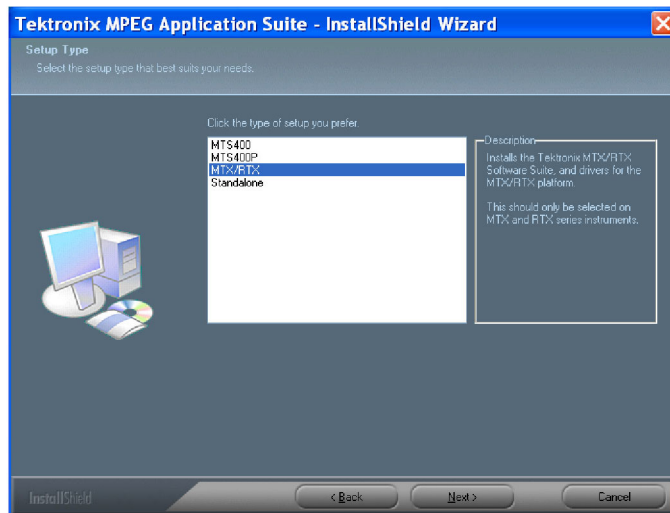 Tektronix MPEG Application Suite - InstallShield Wizard
Setup Type
Select the setup type that best suits your needs.
Click the type of setup you prefer.
MTS400
MTS400P
MTX/RTX
Standalone
Description
Installs the Tektronix MTX/RTX
Software Suite, and drivers for the
MTX/RTX platform.
This should only be selected on
MTX and RTX series instruments.
InstallShield
< Back
Next >
Cancel